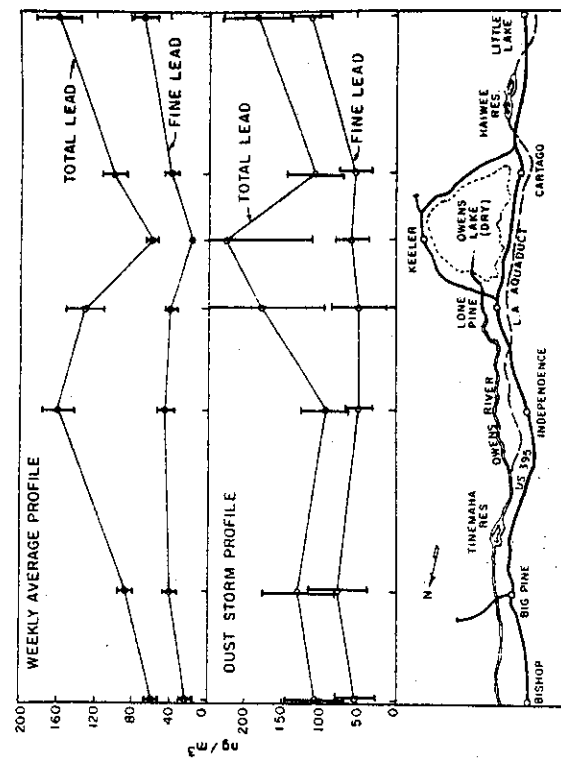 WEEKLY AVERAGE PROFILE
TOTAL LEAD
FINE LEAD
200
160
120
80
40
0
ng/m³
DUST STORM PROFILE
TOTAL LEAD
FINE LEAD
150
100
50
0
N
BISHOP
BIG PINE
TINEMAHA
RES
US 395
OWENS RIVER
INDEPENDENCE
LONE
PINE
L.A AQUADUCT
KEELER
OWENS
LAKE
(DRY)
CARTAGO
HAIWEE
RES.
LITTLE
LAKE